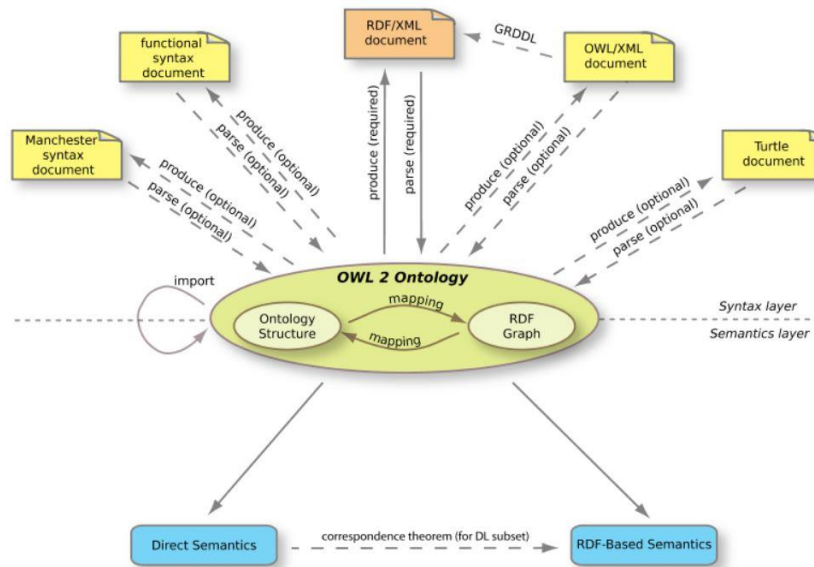 RDF/XML
document
GRDDL
functional
syntax
document
OWL/XML
document
Manchester
syntax
document
Turtle
document
produce (optional)
parse (optional)
produce (optional)
parse (optional)
produce (required)
parse (required)
produce (optional)
parse (optional)
produce (optional)
parse (optional)
import
OWL 2 Ontology
mapping
Ontology
Structure
RDF
Graph
mapping
Syntax layer
Semantics layer
Direct Semantics
correspondence theorem (for DL subset)
RDF-Based Semantics